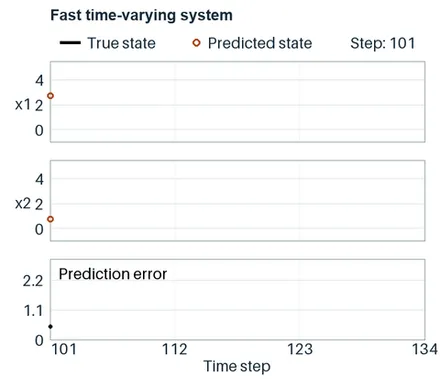 Fast time-varying system
True state Predicted state Step: 101
4
x1 2
0
4
x2 2
0
Prediction error
2.2
1.1
0
101 112 123 134
Time step